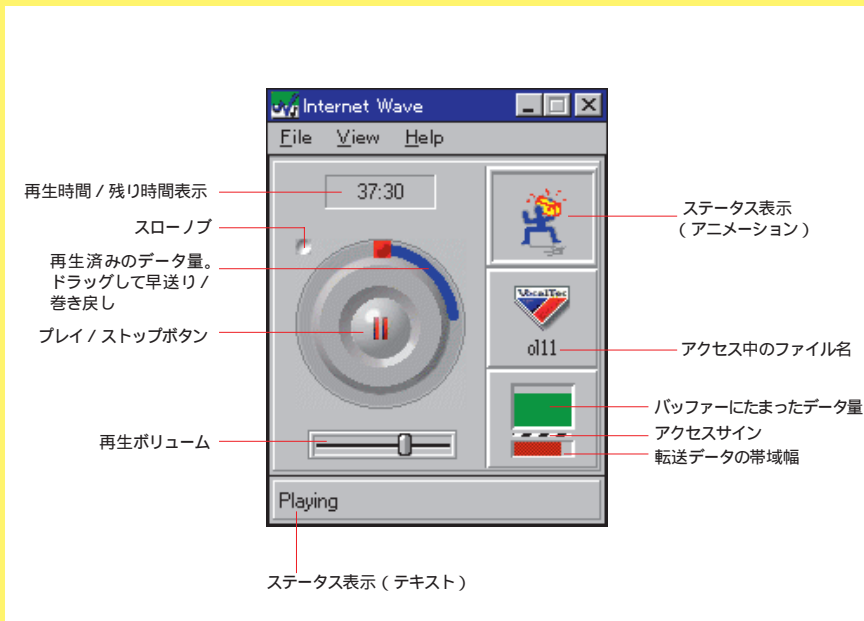 Internet Wave
File View Help
再生時間 / 残り時間表示
37:30
ステータス表示
( アニメーション )
スローノブ
再生済みのデータ量。
ドラッグして早送り /
巻き戻し
VocalTec
プレイ / ストップボタン
ol11
アクセス中のファイル名
バッファーにたまったデータ量
アクセスサイン
再生ボリューム
転送データの帯域幅
Playing
ステータス表示 ( テキスト )